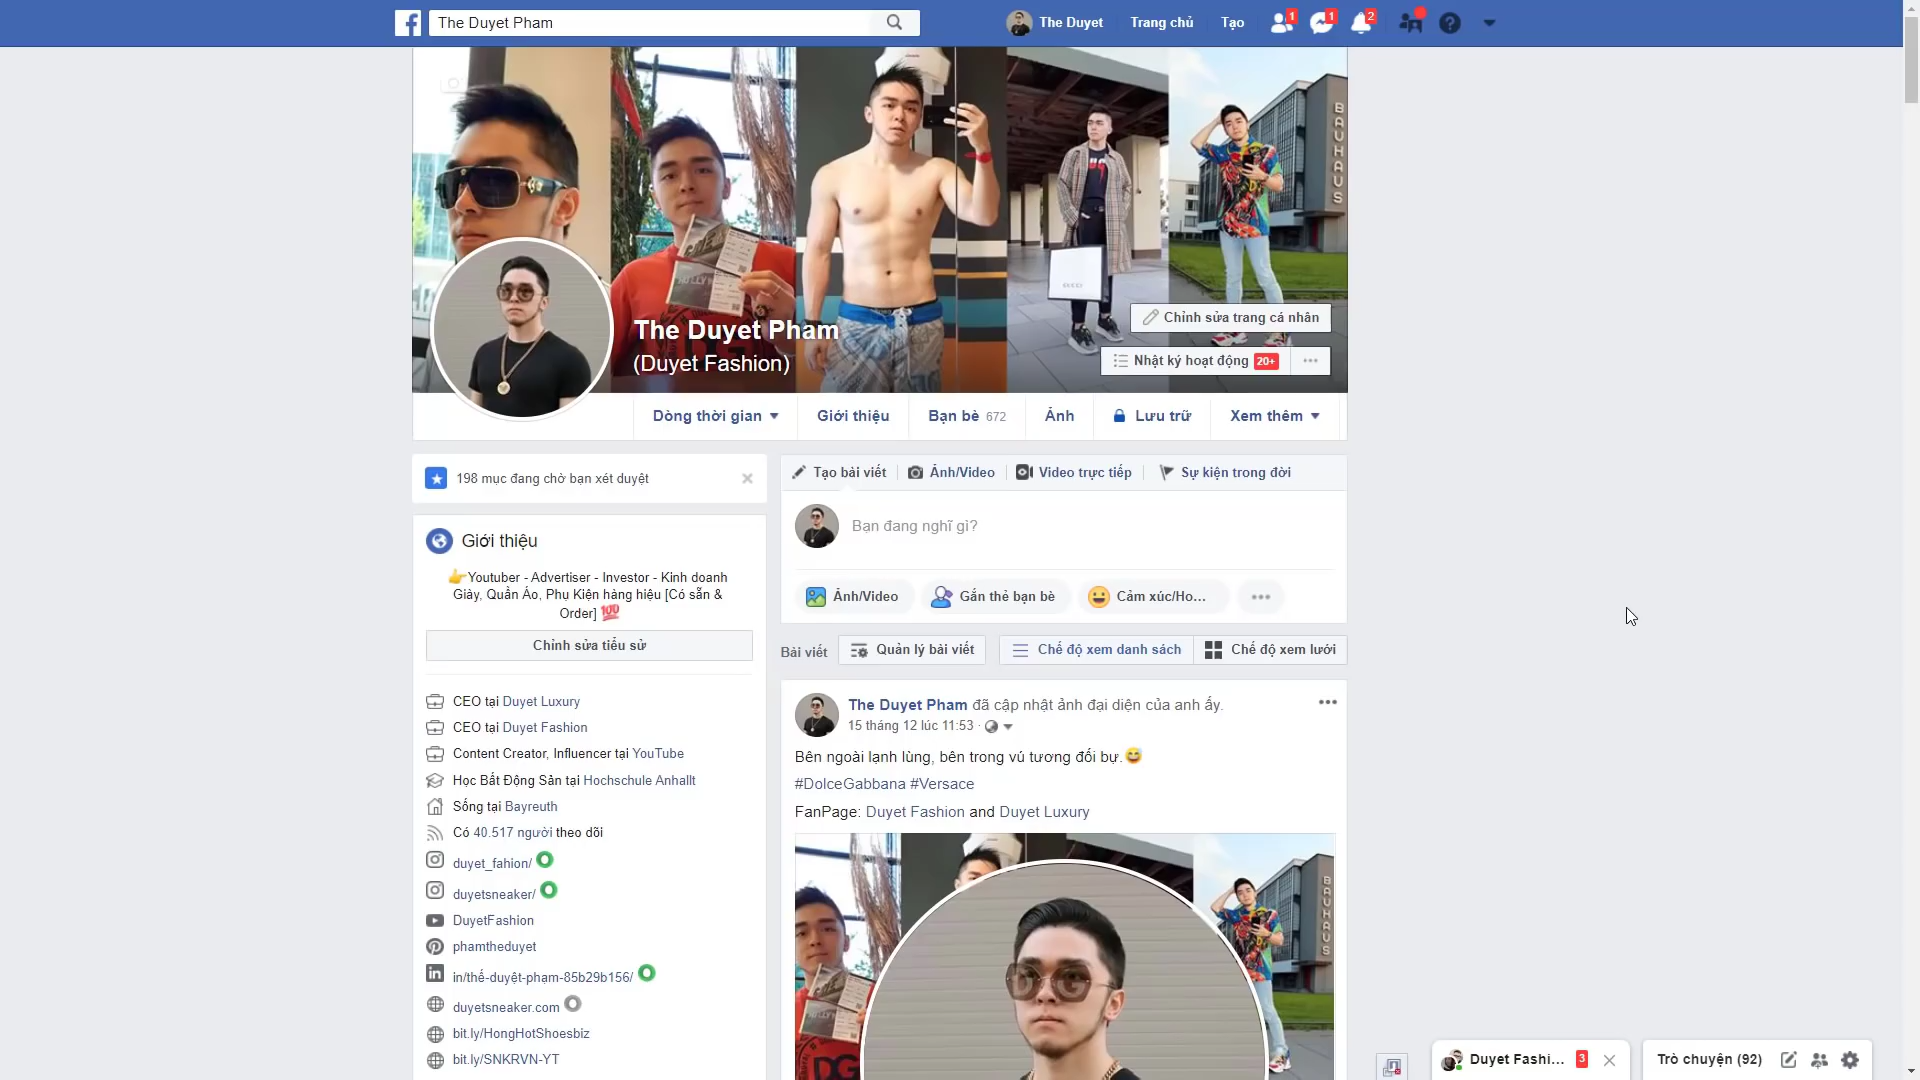 The Duyet Pham
The Duyet
Trang chủ
Tạo
1
1
2
BAUHAUS
GUCCI
The Duyet Pham
(Duyet Fashion)
Chỉnh sửa trang cá nhân
Nhật ký hoạt động 20+
Dòng thời gian
Giới thiệu
Bạn bè 672
Ảnh
Lưu trữ
Xem thêm
198 mục đang chờ bạn xét duyệt
Giới thiệu
👉Youtuber - Advertiser - Investor - Kinh doanh
Giày, Quần Áo, Phụ Kiện hàng hiệu [Có sẵn &
Order] 💯
Chỉnh sửa tiểu sử
CEO tại Duyet Luxury
CEO tại Duyet Fashion
Content Creator, Influencer tại YouTube
Học Bất Động Sản tại Hochschule Anhallt
Sống tại Bayreuth
Có 40.517 người theo dõi
duyet_fahion/
duyetsneaker/
DuyetFashion
phamtheduyet
in/thế-duyệt-phạm-85b29b156/
duyetsneaker.com
bit.ly/HongHotShoesbiz
bit.ly/SNKRVN-YT
Tạo bài viết
Ảnh/Video
Video trực tiếp
Sự kiện trong đời
Bạn đang nghĩ gì?
Ảnh/Video
Gắn thẻ bạn bè
Cảm xúc/Ho...
Bài viết
Quản lý bài viết
Chế độ xem danh sách
Chế độ xem lưới
The Duyet Pham đã cập nhật ảnh đại diện của anh ấy.
15 tháng 12 lúc 11:53 ·
Bên ngoài lạnh lùng, bên trong vú tương đối bự.😅
#DolceGabbana #Versace
FanPage: Duyet Fashion and Duyet Luxury
BAUHAUS
DG
Duyet Fashi... 3
Trò chuyện (92)